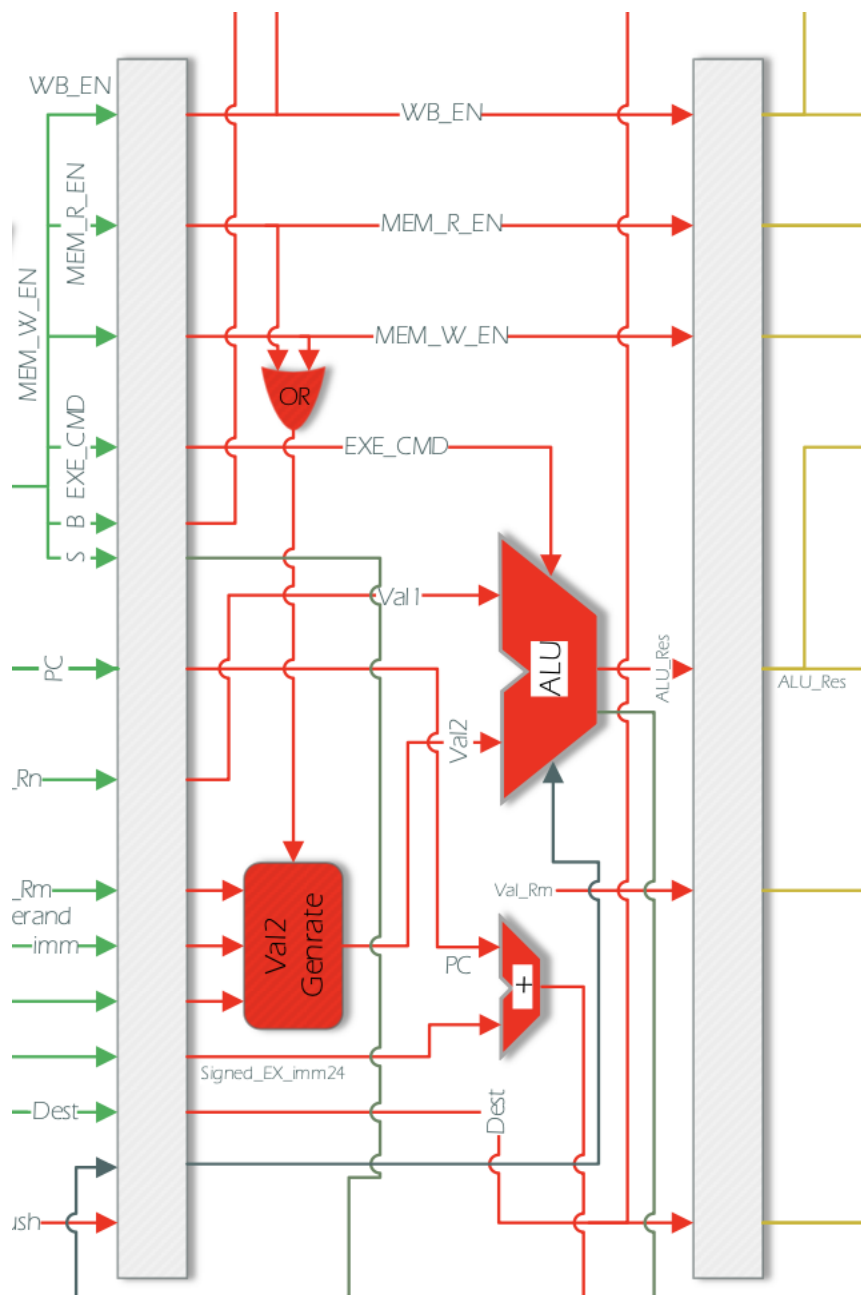 WB_EN
WB_EN
MEM_R_EN
MEM_R_EN
MEM_W_EN
MEM_W_EN
OR
EXE_CMD
EXE_CMD
B
S
Val1
PC
ALU
ALU_Res
ALU_Res
Val2
_Rn
_Rm
erand
imm
Val2
Genrate
Val_Rm
PC
+
Signed_EX_imm24
Dest
Dest
ush